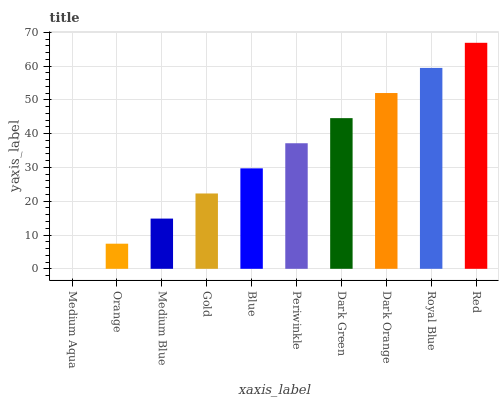 title
yaxis_label
70
60
50
40
30
20
10
0
Medium Aqua
Orange
Medium Blue
Gold
Blue
Periwinkle
Dark Green
Dark Orange
Royal Blue
Red
xaxis_label